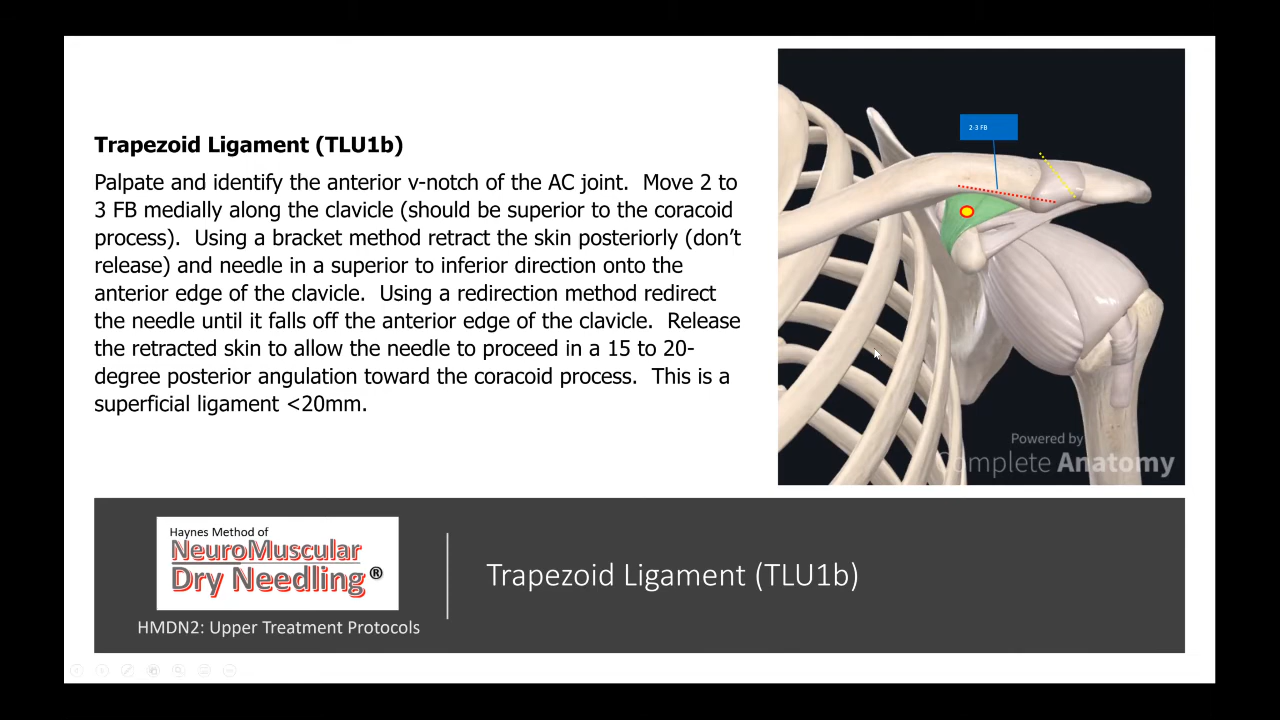 Trapezoid Ligament (TLU1b)
Palpate and identify the anterior v-notch of the AC joint.  Move 2 to
3 FB medially along the clavicle (should be superior to the coracoid
process).  Using a bracket method retract the skin posteriorly (don’t
release) and needle in a superior to inferior direction onto the
anterior edge of the clavicle.  Using a redirection method redirect
the needle until it falls off the anterior edge of the clavicle.  Release
the retracted skin to allow the needle to proceed in a 15 to 20-
degree posterior angulation toward the coracoid process.  This is a
superficial ligament <20mm.
2-3 FB
Powered by
Complete Anatomy
Haynes Method of
NeuroMuscular
Dry Needling®
HMDN2: Upper Treatment Protocols
Trapezoid Ligament (TLU1b)